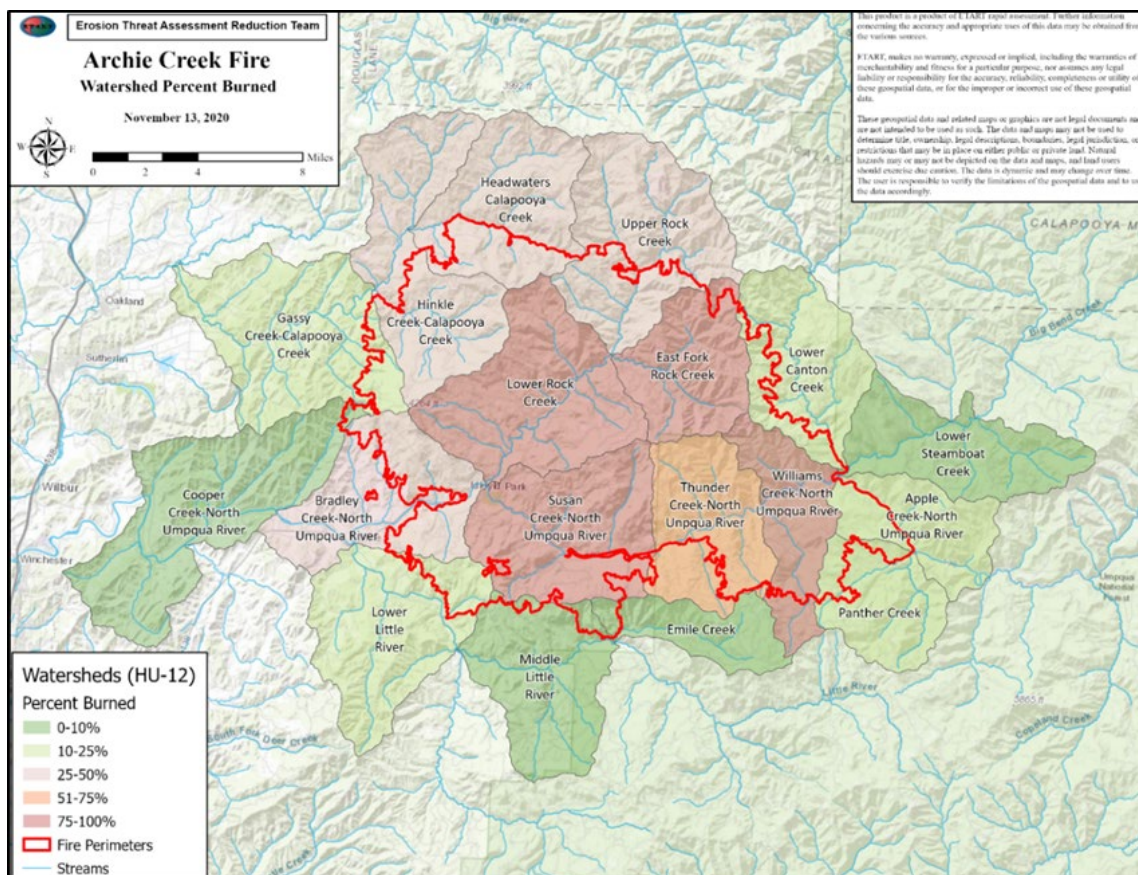 Erosion Threat Assessment Reduction Team
Archie Creek Fire
Watershed Percent Burned
November 13, 2020
N
W
E
S
Miles
0
2
4
8
This product is a product of ETART rapid assessment. Further information
concerning the accuracy and appropriate uses of this data may be obtained fro
the various sources.
ETART, makes no warranty, expressed or implied, including the warranties of
merchantability and fitness for a particular purpose, nor assumes any legal
liability or responsibility for the accuracy, reliability, completeness or utility o
these geospatial data, or for the improper or incorrect use of these geospatial
data.
These geospatial data and related maps or graphics are not legal documents an
are not intended to be used as such. The data and maps may not be used to
determine title, ownership, legal descriptions, boundaries, legal jurisdiction, or
restrictions that may be in place on either public or private land. Natural
hazards may or may not be depicted on the data and maps, and land users
should exercise due caution. The data is dynamic and may change over time.
The user is responsible to verify the limitations of the geospatial data and to us
the data accordingly.
Big River
DOUGLAS
LANE
CALAPOOYA M
Headwaters
Calapooya
Creek
Upper Rock
Creek
Oakland
Sutherlin
Gassy
Creek-Calapooya
Creek
Hinkle
Creek-Calapooya
Creek
Lower Rock
Creek
East Fork
Rock Creek
Lower
Canton
Creek
Big Bend Creek
Lower
Steamboat
Creek
Wilbur
Winchester
Cooper
Creek-North
Umpqua River
Bradley
Creek-North
Umpqua River
Susan
Creek-North
Umpqua River
Thunder
Creek-North
Unpqua River
Williams
Creek-North
Umpqua River
Apple
Creek-North
Umpqua River
Umpqua
National
Forest
Panther Creek
Emile Creek
Lower
Little
River
Middle
Little
River
Little River
Copeland Creek
South Fork Deer Creek
Watersheds (HU-12)
Percent Burned
0-10%
10-25%
25-50%
51-75%
75-100%
Fire Perimeters
Streams